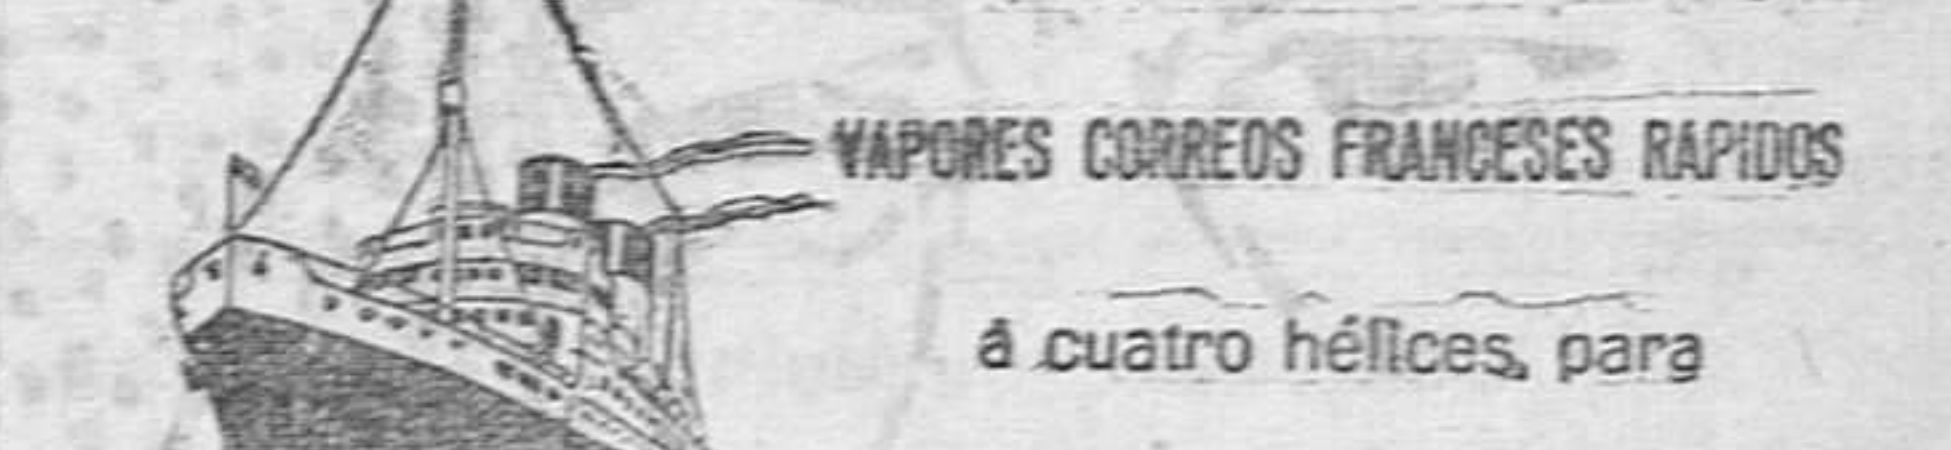 VAPORES CORREOS FRANCESES RAPIDOS
á cuatro hélices, para